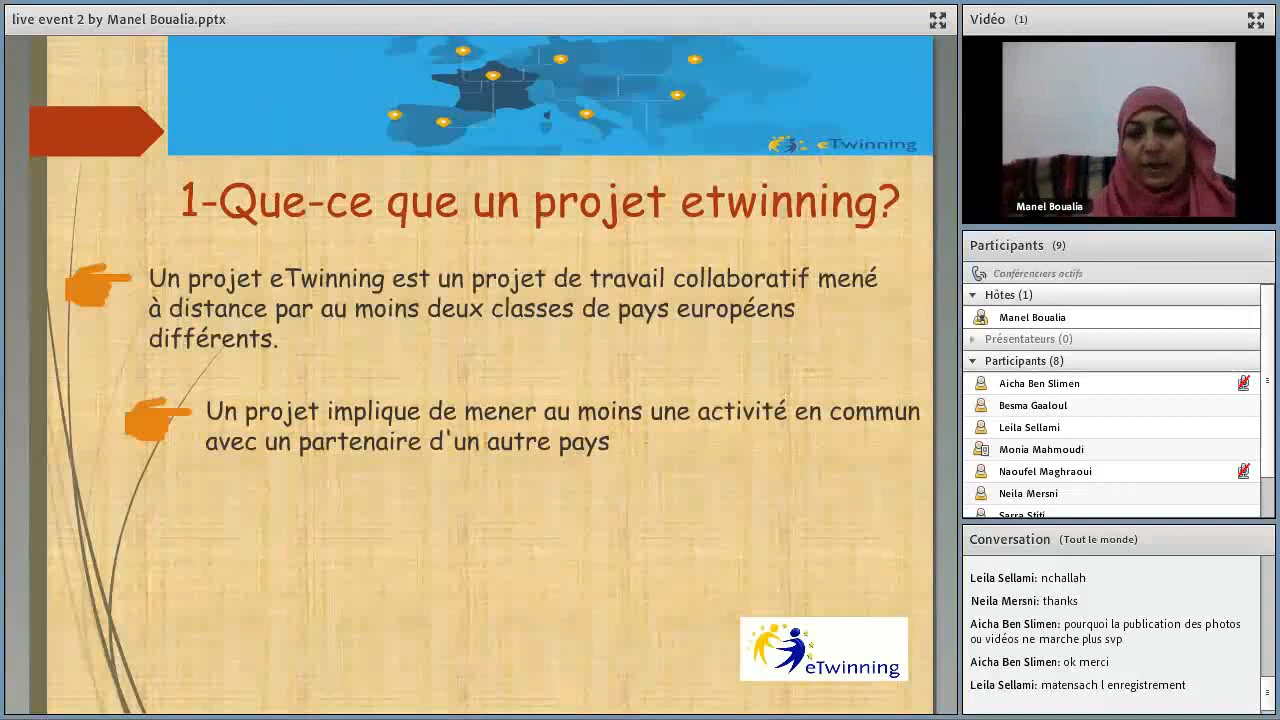 live event 2 by Manel Boualia.pptx
eTwinning
1-Que-ce que un projet etwinning?
Un projet eTwinning est un projet de travail collaboratif mené
à distance par au moins deux classes de pays européens
différents.
Un projet implique de mener au moins une activité en commun
avec un partenaire d'un autre pays
eTwinning
Vidéo (1)
Manel Boualia
Participants (9)
Conférenciers actifs
Hôtes (1)
Manel Boualia
Présentateurs (0)
Participants (8)
Aicha Ben Slimen
Besma Gaaloul
Leila Sellami
Monia Mahmoudi
Naoufel Maghraoui
Neila Mersni
Sarra Stiti
Conversation (Tout le monde)
Leila Sellami: nchallah
Neila Mersni: thanks
Aicha Ben Slimen: pourquoi la publication des photos
ou vidéos ne marche plus svp
Aicha Ben Slimen: ok merci
Leila Sellami: matensach l enregistrement